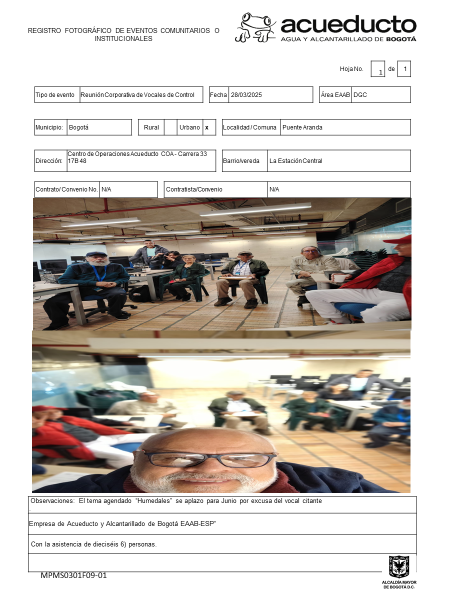 REGISTRO FOTOGRÁFICO DE EVENTOS COMUNITARIOS O
INSTITUCIONALES
acueducto
AGUA Y ALCANTARILLADO DE BOGOTÁ
Hoja No. 1 de 1
Tipo de evento Reunión Corporativa de Vocales de Control Fecha 28/03/2025 Área EAAB DGC
Municipio: Bogotá Rural Urbano x Localidad / Comuna Puente Aranda
Dirección: Centro de Operaciones Acueducto COA - Carrera 33
17B 48 Barrio/vereda La Estación Central
Contrato/ Convenio No. N/A Contratista/Convenio N/A
Observaciones: El tema agendado "Humedales" se aplazo para Junio por excusa del vocal citante
Empresa de Acueducto y Alcantarillado de Bogotá EAAB-ESP"
Con la asistencia de dieciséis 6) personas.
MPMS0301F09-01
ALCALDÍA MAYOR
DE BOGOTÁ D.C.